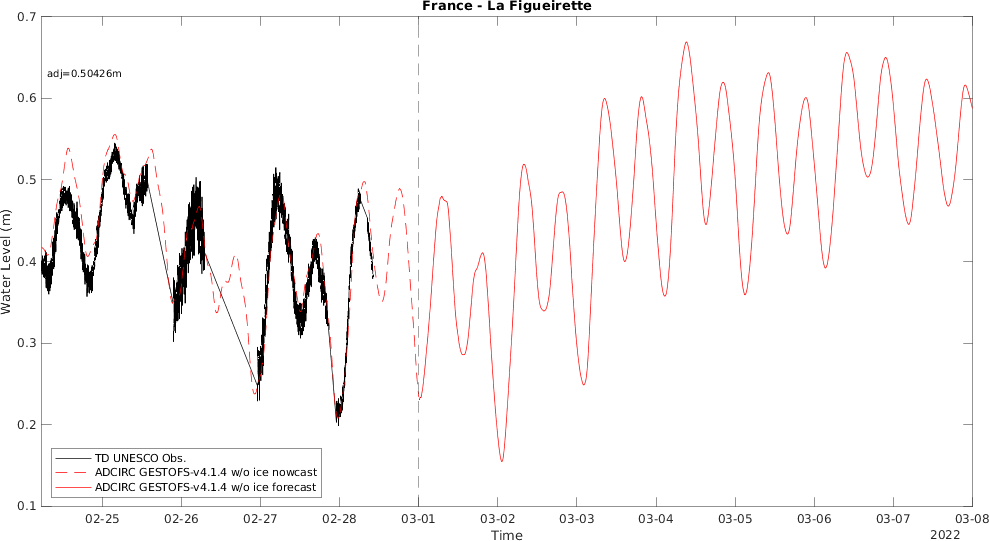 France - La Figueirette
0.7
0.6
0.5
0.4
0.3
0.2
0.1
Water Level (m)
adj=0.50426m
TD UNESCO Obs.
ADCIRC GESTOFS-v4.1.4 w/o ice nowcast
ADCIRC GESTOFS-v4.1.4 w/o ice forecast
02-25 02-26 02-27 02-28 03-01 03-02 03-03 03-04 03-05 03-06 03-07 03-08
Time
2022